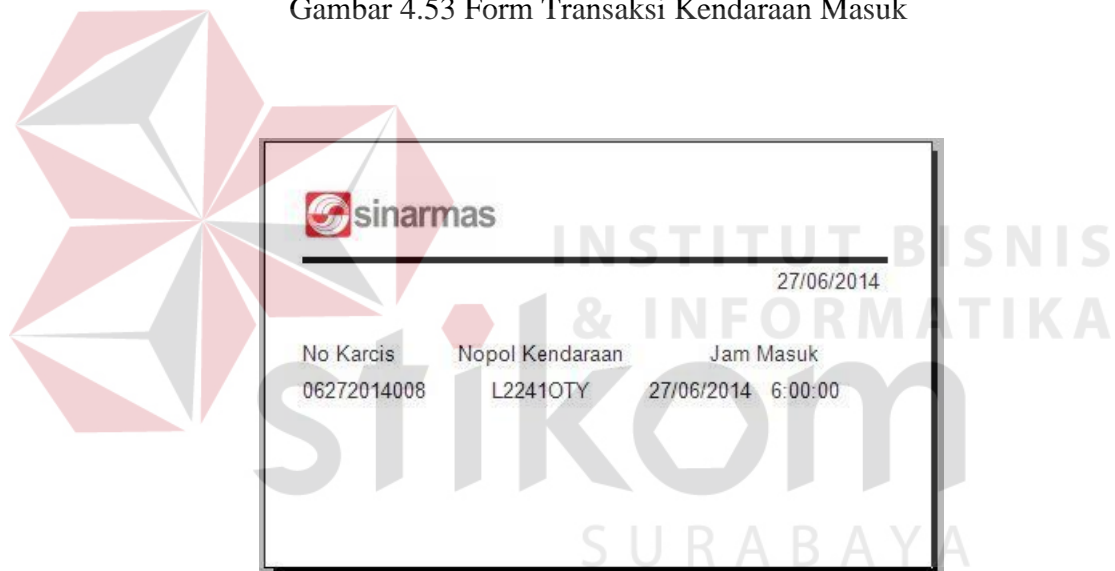 Gambar 4.53 Form Transaksi Kendaraan Masuk
sinarmas
INSTITUT BISNIS
27/06/2014
& INFORMATIKA
No Karcis Nopol Kendaraan Jam Masuk
06272014008 L2241OTY 27/06/2014 6:00:00
stikom
SURABAYA